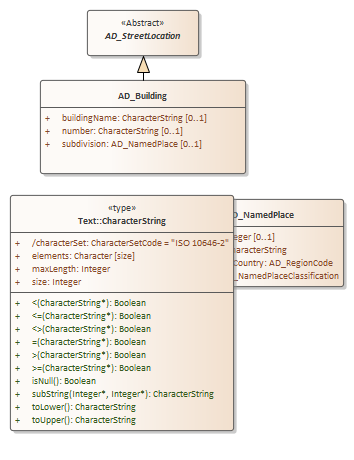 «Abstract»
AD_StreetLocation
AD_Building
+ buildingName: CharacterString [0..1]
+ number: CharacterString [0..1]
+ subdivision: AD_NamedPlace [0..1]
«type»
Text::CharacterString
+ /characterSet: CharacterSetCode = "ISO 10646-2"
+ elements: Character [size]
+ maxLength: Integer
+ size: Integer
+ <(CharacterString*): Boolean
+ <=(CharacterString*): Boolean
+ <>(CharacterString*): Boolean
+ =(CharacterString*): Boolean
+ >(CharacterString*): Boolean
+ >=(CharacterString*): Boolean
+ isNull(): Boolean
+ subString(Integer*, Integer*): CharacterString
+ toLower(): CharacterString
+ toUpper(): CharacterString
D_NamedPlace
eger [0..1]
haracterString
Country: AD_RegionCode
_NamedPlaceClassification